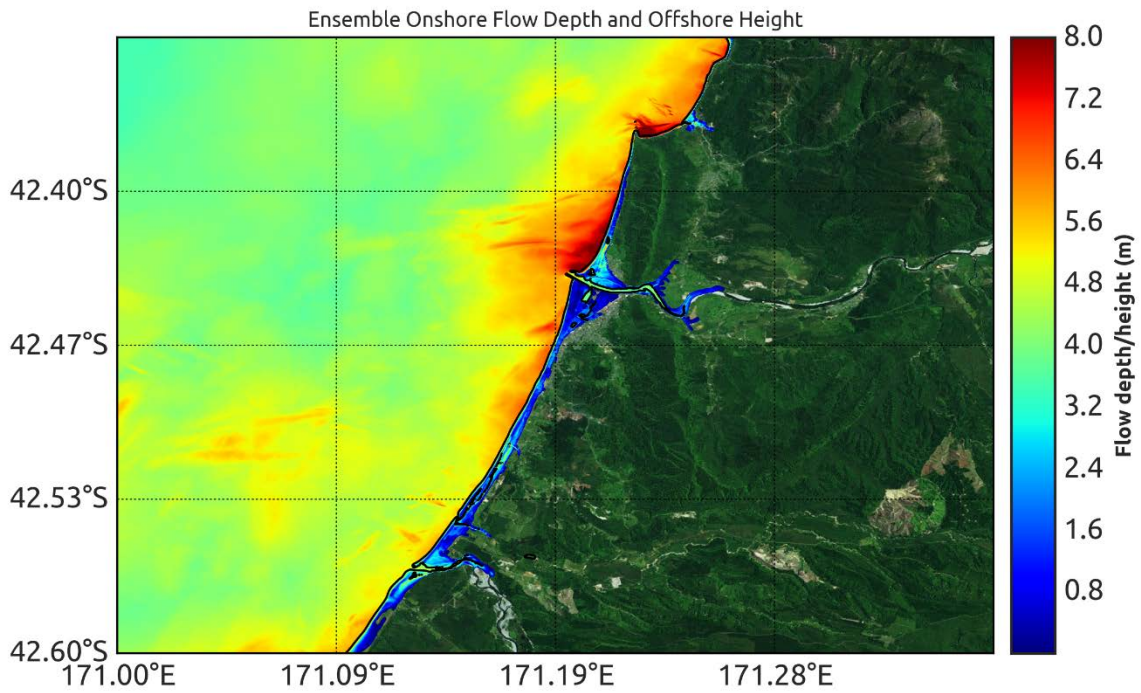 Ensemble Onshore Flow Depth and Offshore Height
42.40°S
42.47°S
42.53°S
42.60°S
171.00°E
171.09°E
171.19°E
171.28°E
8.0
7.2
6.4
5.6
4.8
4.0
3.2
2.4
1.6
0.8
Flow depth/height (m)